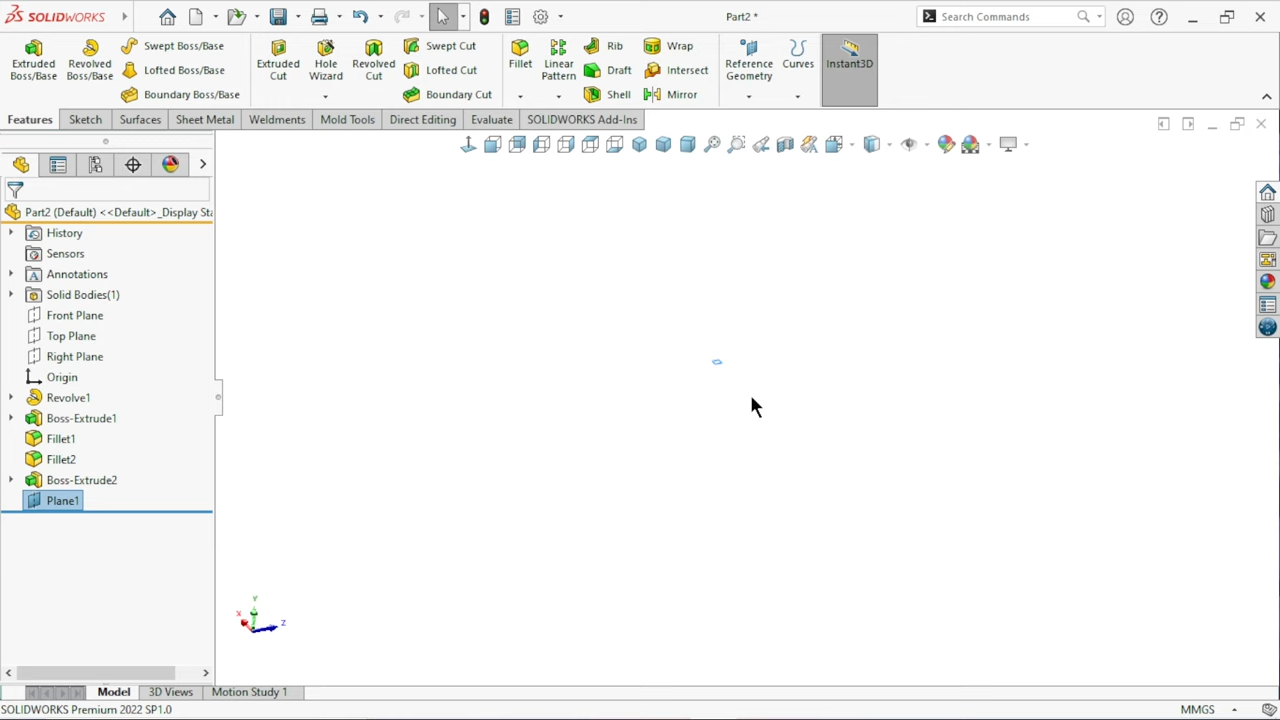 SOLIDWORKS
Part2 *
Search Commands
Extruded Boss/Base
Revolved Boss/Base
Swept Boss/Base
Lofted Boss/Base
Boundary Boss/Base
Extruded Cut
Hole Wizard
Revolved Cut
Swept Cut
Lofted Cut
Boundary Cut
Fillet
Linear Pattern
Rib
Draft
Shell
Wrap
Intersect
Mirror
Reference Geometry
Curves
Instant3D
Features
Sketch
Surfaces
Sheet Metal
Weldments
Mold Tools
Direct Editing
Evaluate
SOLIDWORKS Add-Ins
Part2 (Default) <<Default>_Display Sta
History
Sensors
Annotations
Solid Bodies(1)
Front Plane
Top Plane
Right Plane
Origin
Revolve1
Boss-Extrude1
Fillet1
Fillet2
Boss-Extrude2
Plane1
Y
X
Z
Model
3D Views
Motion Study 1
SOLIDWORKS Premium 2022 SP1.0
MMGS